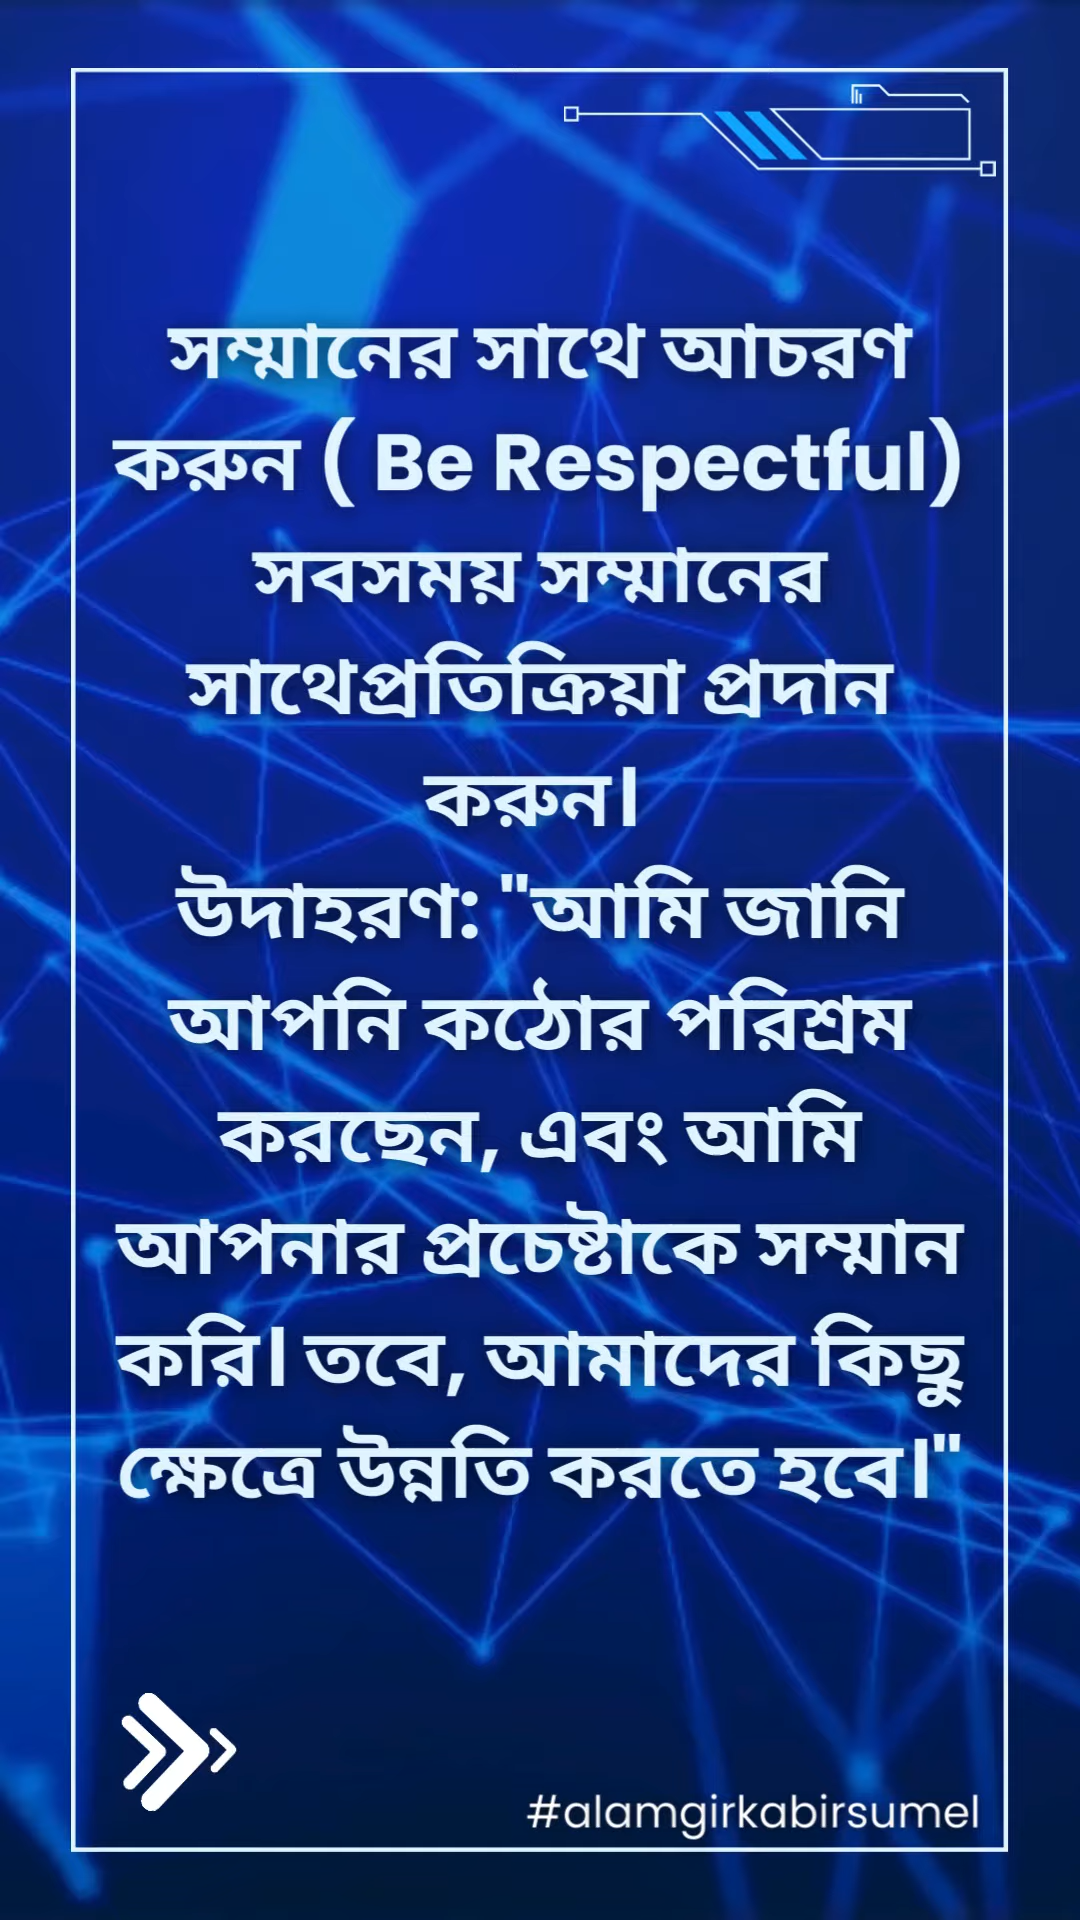 সম্মানের সাথে আচরণ
করুন ( Be Respectful)
সবসময় সম্মানের
সাথেপ্রতিক্রিয়া প্রদান
করুন।
উদাহরণ: "আমি জানি
আপনি কঠোর পরিশ্রম
করছেন, এবং আমি
আপনার প্রচেষ্টাকে সম্মান
করি। তবে, আমাদের কিছু
ক্ষেত্রে উন্নতি করতে হবে।"
#alamgirkabirsumel